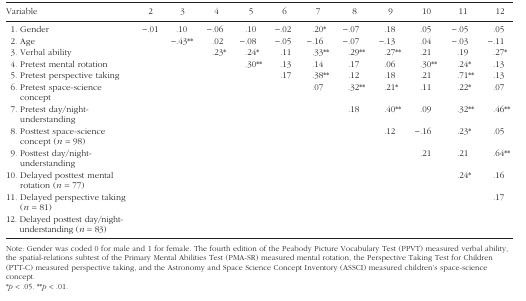 Variable 2 3 4 5 6 7 8 9 10 11 12
1. Gender −.01 .10 −.06 .10 −.02 .20* −.07 .18 .05 −.05 .05
2. Age −.43** .02 −.08 −.05 −.16 −.07 −.13 .04 −.03 −.11
3. Verbal ability .23* .24* .11 .33** .29** .27** .21 .19 .27*
4. Pretest mental rotation .30** .13 .14 .17 .06 .30** .24* .13
5. Pretest perspective taking .17 .38** .12 .18 .21 .71** .13
6. Pretest space-science .07 .32** .21* .11 .22* .07
concept
7. Pretest day/night- .18 .40** .09 .32** .46**
understanding
8. Posttest space-science .12 −.16 .23* .05
concept (n = 98)
9. Posttest day/night- .21 .21 .64**
understanding
10. Delayed posttest mental .24* .16
rotation (n = 77)
11. Delayed perspective taking .17
(n = 81)
12. Delayed posttest day/night-
understanding (n = 83)
Note: Gender was coded 0 for male and 1 for female. The fourth edition of the Peabody Picture Vocabulary Test (PPVT) measured verbal ability,
the spatial-relations subtest of the Primary Mental Abilities Test (PMA-SR) measured mental rotation, the Perspective Taking Test for Children
(PTT-C) measured perspective taking, and the Astronomy and Space Science Concept Inventory (ASSCI) measured children's space-science
concept.
*p < .05. **p < .01.